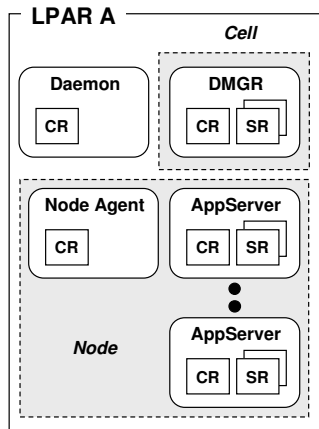 LPAR A
Cell
Daemon
CR
DMGR
CR SR
Node Agent
CR
AppServer
CR SR
Node
AppServer
CR SR